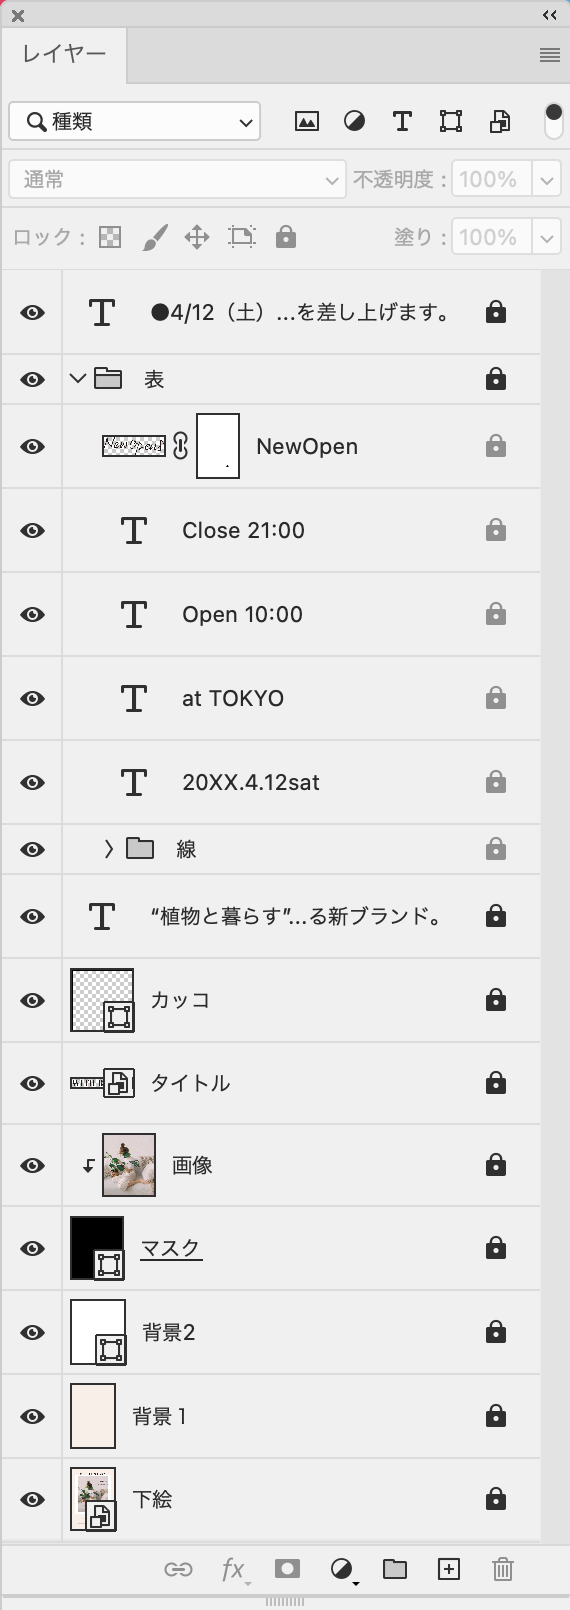 レイヤー
種類
通常 不透明度： 100%
ロック： 塗り： 100%
●4/12（土）...を差し上げます。
表
NewOpen
Close 21:00
Open 10:00
at TOKYO
20XX.4.12sat
線
“植物と暮らす”...る新ブランド。
カッコ
タイトル
画像
マスク
背景2
背景 1
下絵
fx